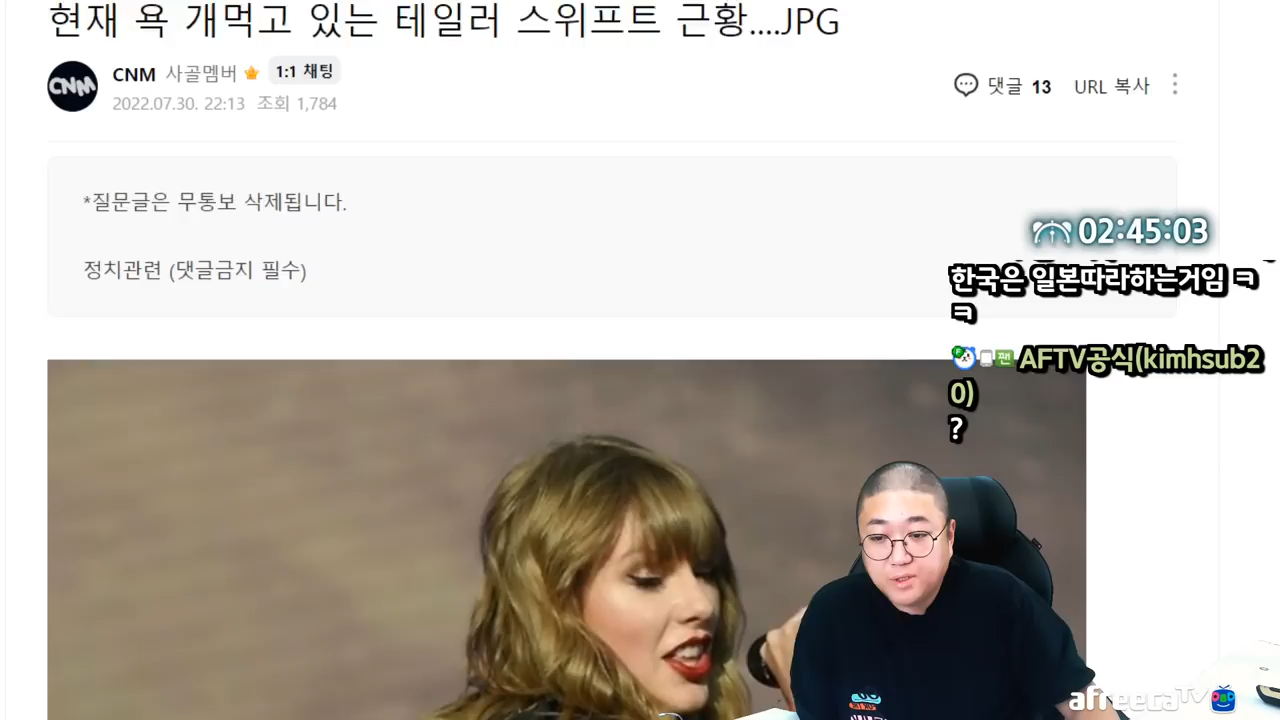 현재 욕 개먹고 있는 테일러 스위프트 근황....JPG
CNM
CNM 사골멤버 1:1 채팅
2022.07.30. 22:13 조회 1,784
댓글 13 URL 복사
*질문글은 무통보 삭제됩니다.
정치관련 (댓글금지 필수)
02:45:03
한국은 일본따라하는거임 ㅋ
ㅋ
F 팬 AFTV공식(kimhsub2
0)
?
afreecaTV